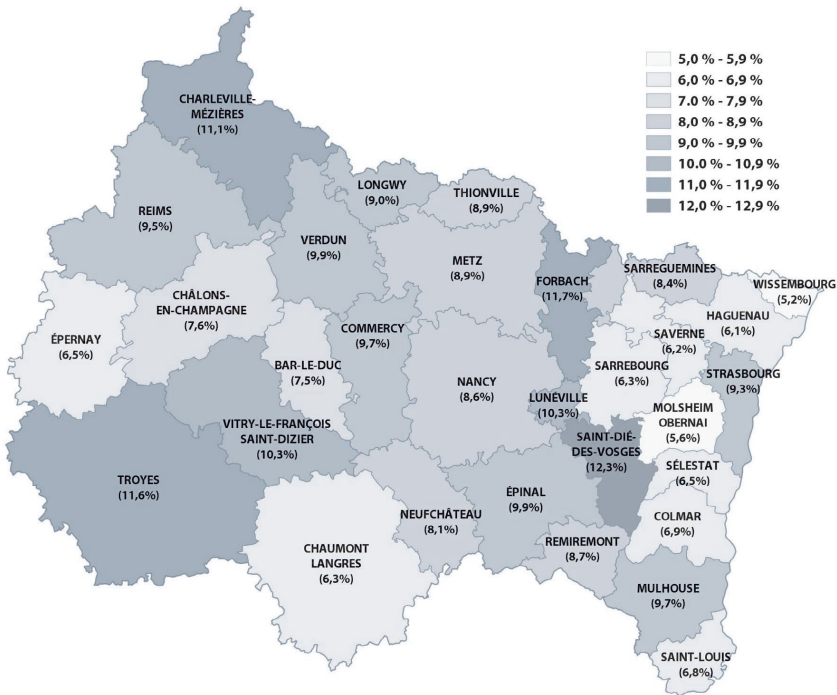 5,0 % - 5,9 %
6,0 % - 6,9 %
7.0 % - 7,9 %
8,0 % - 8,9 %
9,0 % - 9,9 %
10.0 % - 10,9 %
11,0 % - 11,9 %
12,0 % - 12,9 %
CHARLEVILLE-
MÉZIÈRES
(11,1%)
REIMS
(9,5%)
LONGWY
(9,0%)
THIONVILLE
(8,9%)
VERDUN
(9,9%)
METZ
(8,9%)
FORBACH
(11,7%)
SARREGUEMINES
(8,4%)
WISSEMBOURG
(5,2%)
HAGUENAU
(6,1%)
CHÂLONS-
EN-CHAMPAGNE
(7,6%)
ÉPERNAY
(6,5%)
COMMERCY
(9,7%)
SAVERNE
(6,2%)
BAR-LE-DUC
(7,5%)
SARREBOURG
(6,3%)
STRASBOURG
(9,3%)
NANCY
(8,6%)
LUNÉVILLE
(10,3%)
MOLSHEIM
OBERNAI
(5,6%)
VITRY-LE-FRANÇOIS
SAINT-DIZIER
(10,3%)
SAINT-DIÉ-
DES-VOSGES
(12,3%)
SÉLESTAT
(6,5%)
TROYES
(11,6%)
ÉPINAL
(9,9%)
NEUFCHÂTEAU
(8,1%)
COLMAR
(6,9%)
CHAUMONT
LANGRES
(6,3%)
REMIREMONT
(8,7%)
MULHOUSE
(9,7%)
SAINT-LOUIS
(6,8%)